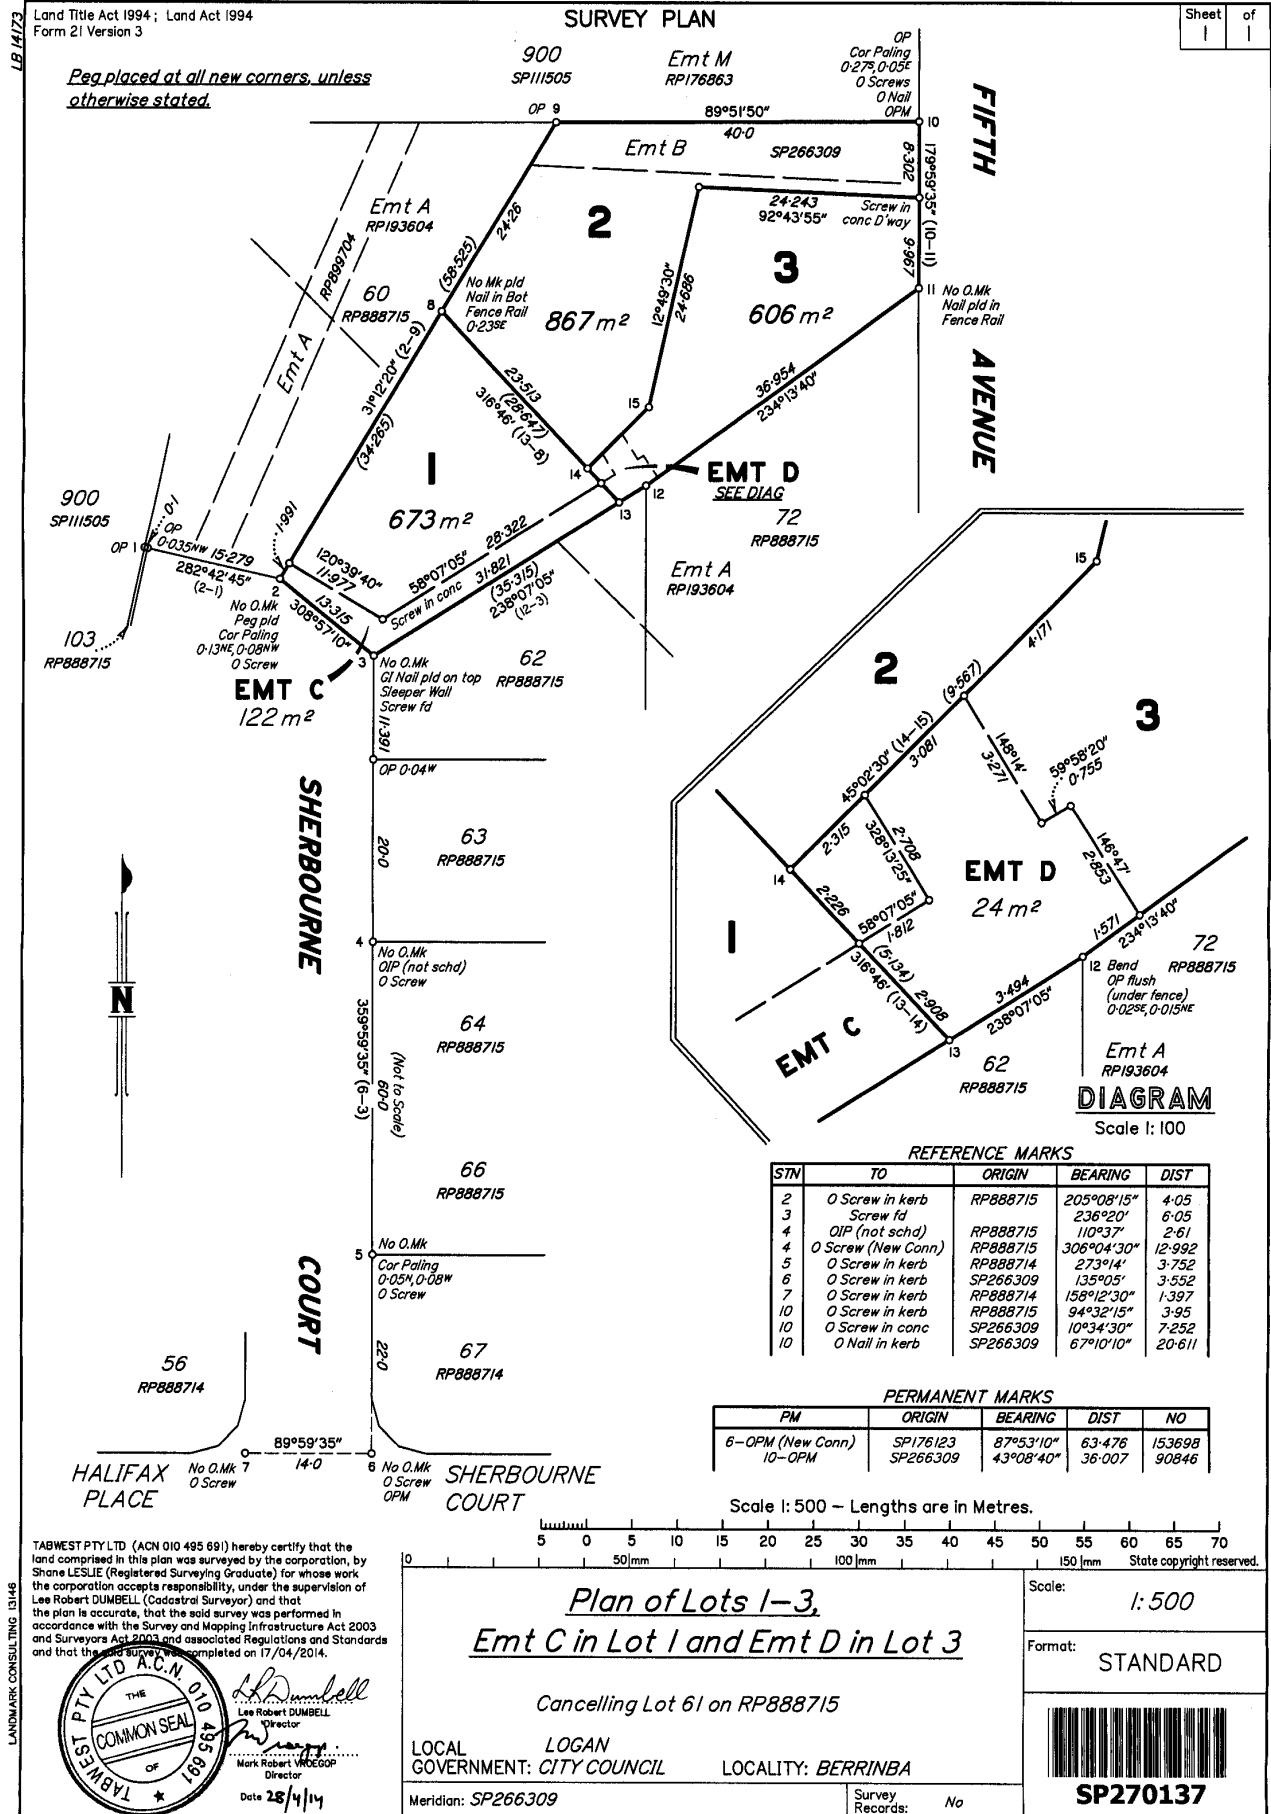 LB 14173
Land Title Act 1994 ; Land Act 1994
Form 21 Version 3
SURVEY PLAN
Sheet of
1 1
Peg placed at all new corners, unless
otherwise stated.
900
SP111505
Emt M
RP176863
OP
Cor Paling
0·27S, 0·05E
O Screws
O Nail
OPM
OP 9
89°51'50"
40·0
10
FIFTH
AVENUE
Emt B
SP266309
8·302
179°59'35" (10-11)
9·967
24·243
92°43'55"
Screw in
conc D'way
Emt A
RP193604
RP899704
Emt A
24·26
(58·525)
2
867m²
3
606m²
12°49'30"
24·686
60
RP888715
8
No Mk pld
Nail in Bot
Fence Rail
0·23SE
11
No O.Mk
Nail pld in
Fence Rail
31°12'20" (2-9)
(34·265)
23·513
(28·647)
316°46' (13-8)
36·954
234°13'40"
15
14
12
13
1
673m²
EMT D
SEE DIAG
72
RP888715
900
SP111505
0·1
OP 1
OP
0·035NW
15·279
282°42'45"
(2-1)
1·991
120°39'40"
11·977
58°07'05"
28·322
Screw in conc
31·821
(35·315)
238°07'05"
(12-3)
Emt A
RP193604
2
No O.Mk
Peg pld
Cor Paling
0·13NE, 0·08NW
O Screw
13·315
308°57'10"
103
RP888715
3
No O.Mk
GI Nail pld on top
Sleeper Wall
Screw fd
62
RP888715
EMT C
122m²
11·391
OP 0·04W
SHERBOURNE
COURT
20·0
63
RP888715
4
No O.Mk
OIP (not schd)
O Screw
359°59'35" (6-3)
60·0
(Not to Scale)
64
RP888715
66
RP888715
N
5
No O.Mk
Cor Paling
0·05N, 0·08W
O Screw
22·0
67
RP888714
56
RP888714
89°59'35"
14·0
HALIFAX
PLACE
No O.Mk 7
O Screw
6 No O.Mk
O Screw
OPM
SHERBOURNE
COURT
15
4·171
(9·567)
2
3
45°02'30" (14-15)
3·081
148°14'
3·271
59°58'20"
0·755
2·315
2·708
328°13'25"
146°47'
2·853
EMT D
24m²
14
2·226
58°07'05"
1·812
1
(5·134)
316°46' (13-14)
2·908
1·571
234°13'40"
72
RP888715
12 Bend
OP flush
(under fence)
0·02SE, 0·015NE
3·494
238°07'05"
EMT C
13
62
RP888715
Emt A
RP193604
DIAGRAM
Scale 1: 100
REFERENCE MARKS
STN TO ORIGIN BEARING DIST
2 O Screw in kerb RP888715 205°08'15" 4·05
3 Screw fd 236°20' 6·05
4 OIP (not schd) RP888715 110°37' 2·61
4 O Screw (New Conn) RP888715 306°04'30" 12·992
5 O Screw in kerb RP888714 273°14' 3·752
6 O Screw in kerb SP266309 135°05' 3·552
7 O Screw in kerb RP888714 158°12'30" 1·397
10 O Screw in kerb RP888715 94°32'15" 3·95
10 O Screw in conc SP266309 10°34'30" 7·252
10 O Nail in kerb SP266309 67°10'10" 20·611
PERMANENT MARKS
PM ORIGIN BEARING DIST NO
6-OPM (New Conn) SP176123 87°53'10" 63·476 153698
10-OPM SP266309 43°08'40" 36·007 90846
Scale 1: 500 – Lengths are in Metres.
5 0 5 10 15 20 25 30 35 40 45 50 55 60 65 70
0 50 mm 100 mm 150 mm State copyright reserved.
TABWEST PTY LTD (ACN 010 495 691) hereby certify that the
land comprised in this plan was surveyed by the corporation, by
Shane LESLIE (Registered Surveying Graduate) for whose work
the corporation accepts responsibility, under the supervision of
Lee Robert DUMBELL (Cadastral Surveyor) and that
the plan is accurate, that the said survey was performed in
accordance with the Survey and Mapping Infrastructure Act 2003
and Surveyors Act 2003 and associated Regulations and Standards
and that the said survey was completed on 17/04/2014.
TABWEST PTY LTD A.C.N. 010 495 691
THE
COMMON SEAL
OF
Lee Robert DUMBELL
Director
Mark Robert VROEGOP
Director
Date 28/4/14
LANDMARK CONSULTING 13146
Plan of Lots 1-3,
Emt C in Lot 1 and Emt D in Lot 3
Cancelling Lot 61 on RP888715
LOCAL LOGAN
GOVERNMENT: CITY COUNCIL LOCALITY: BERRINBA
Meridian: SP266309
Survey
Records: No
Scale:
1: 500
Format:
STANDARD
SP270137